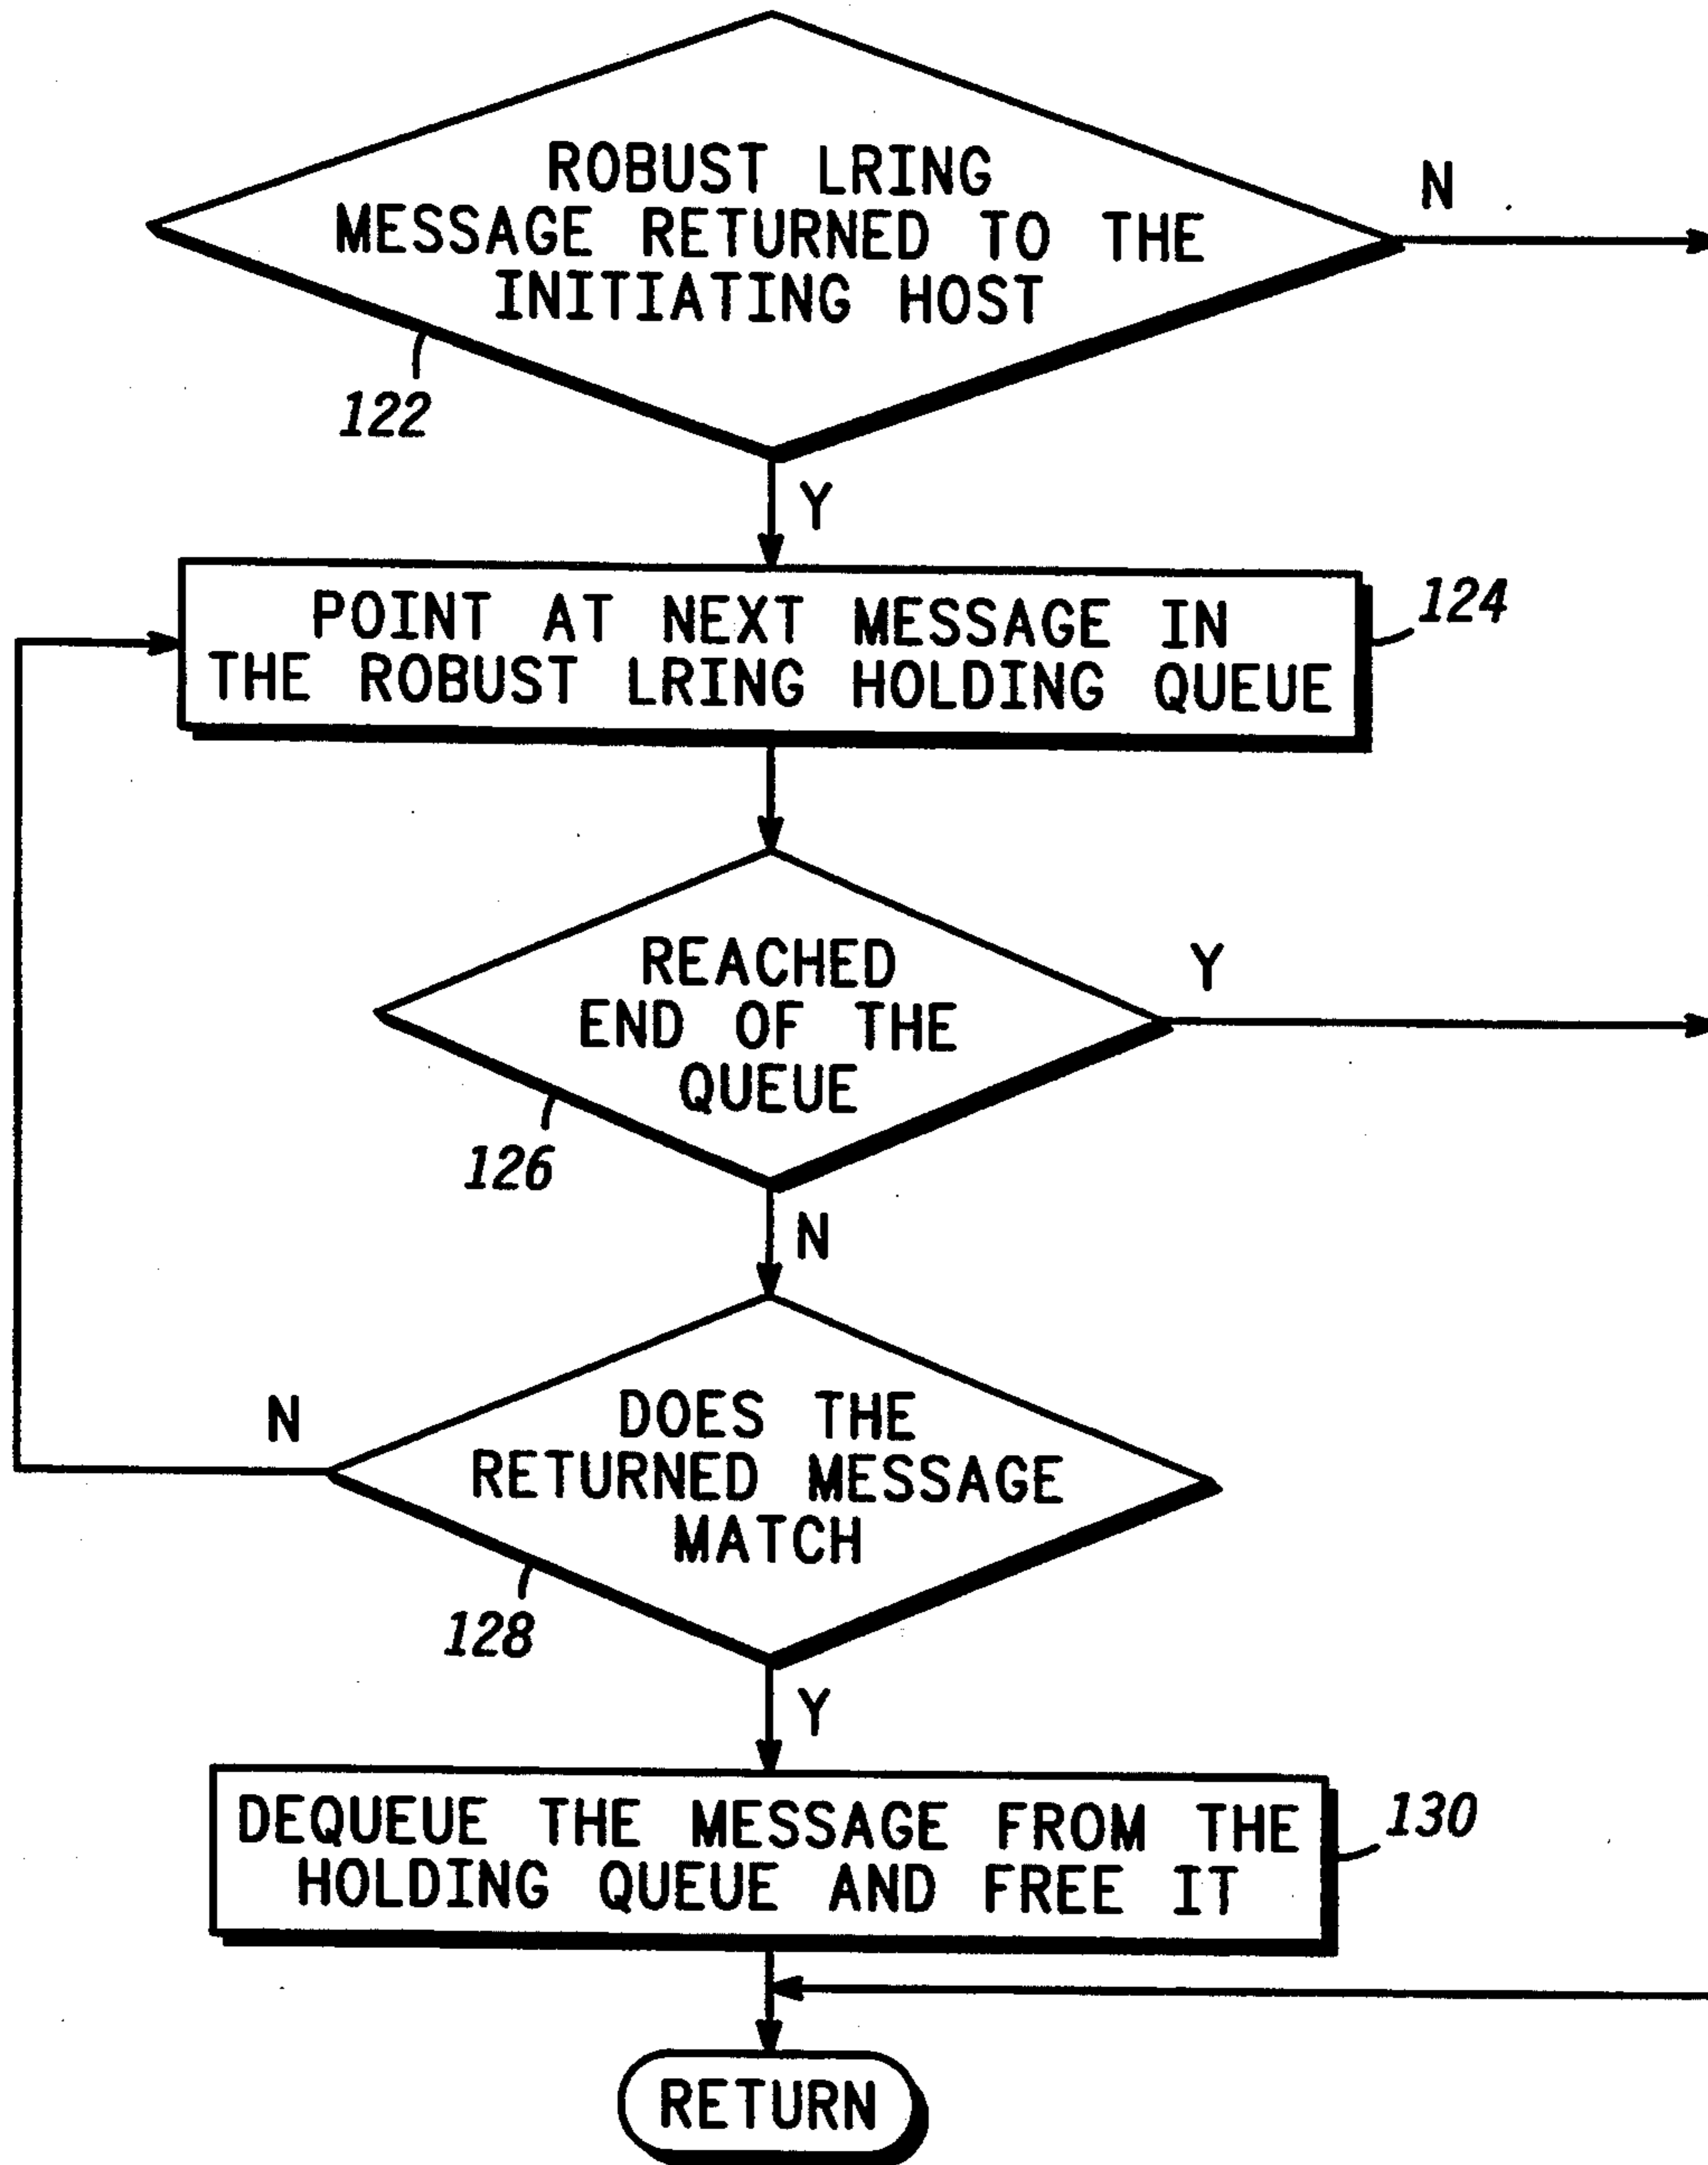 ROBUST LRING
MESSAGE RETURNED TO THE
INITIATING HOST
N
122
Y
POINT AT NEXT MESSAGE IN
THE ROBUST LRING HOLDING QUEUE
124
REACHED
END OF THE
QUEUE
Y
126
N
DOES THE
RETURNED MESSAGE
MATCH
N
128
Y
DEQUEUE THE MESSAGE FROM THE
HOLDING QUEUE AND FREE IT
130
RETURN